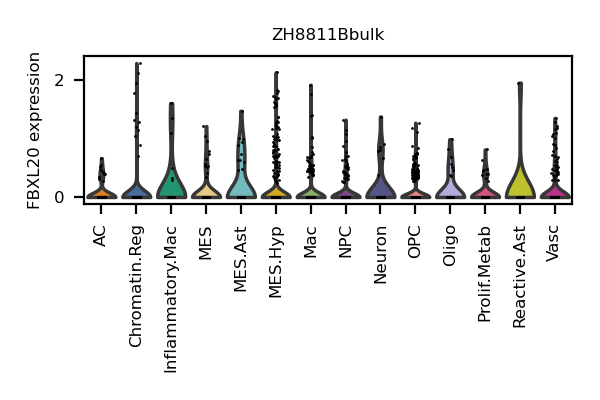 ZH8811Bbulk
FBXL20 expression
2
0
AC
Chromatin.Reg
Inflammatory.Mac
MES
MES.Ast
MES.Hyp
Mac
NPC
Neuron
OPC
Oligo
Prolif.Metab
Reactive.Ast
Vasc